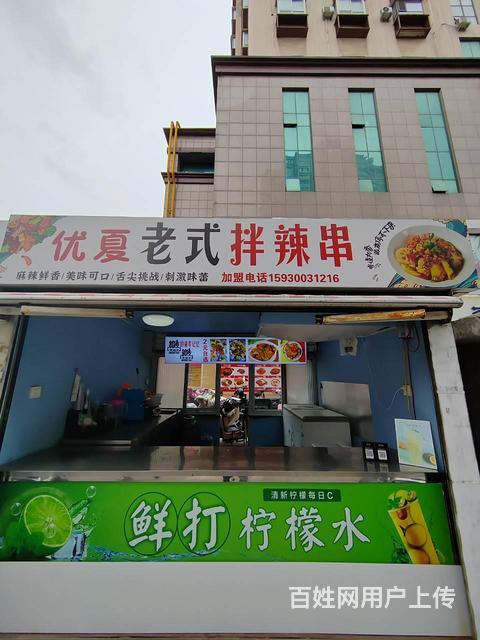 优夏老式拌辣串
麻辣鲜香/美味可口/舌尖挑战/刺激味蕾 加盟电话15930031216
清新柠檬每日C
鲜打柠檬水
百姓网用户上传